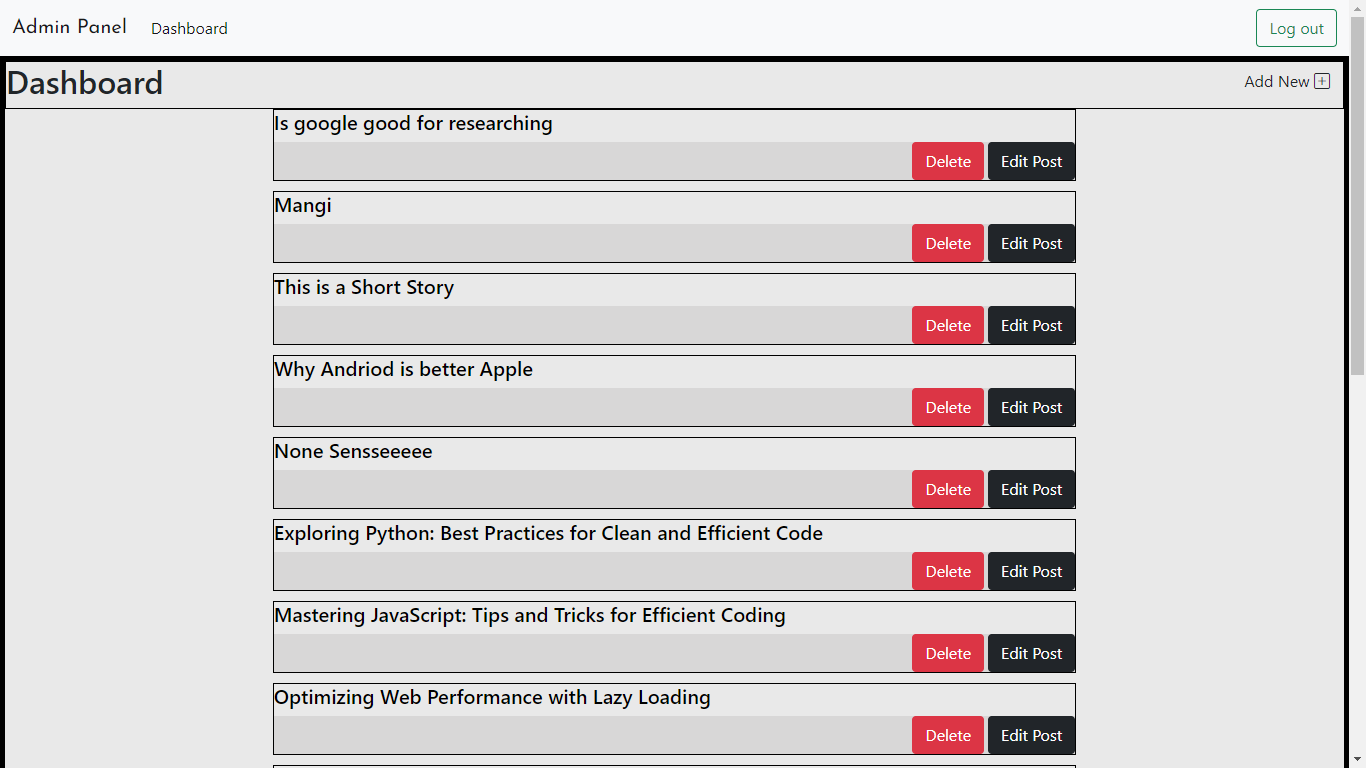 Admin Panel Dashboard Log out
Dashboard Add New
Is google good for researching
Delete Edit Post
Mangi
Delete Edit Post
This is a Short Story
Delete Edit Post
Why Andriod is better Apple
Delete Edit Post
None Sensseeeee
Delete Edit Post
Exploring Python: Best Practices for Clean and Efficient Code
Delete Edit Post
Mastering JavaScript: Tips and Tricks for Efficient Coding
Delete Edit Post
Optimizing Web Performance with Lazy Loading
Delete Edit Post